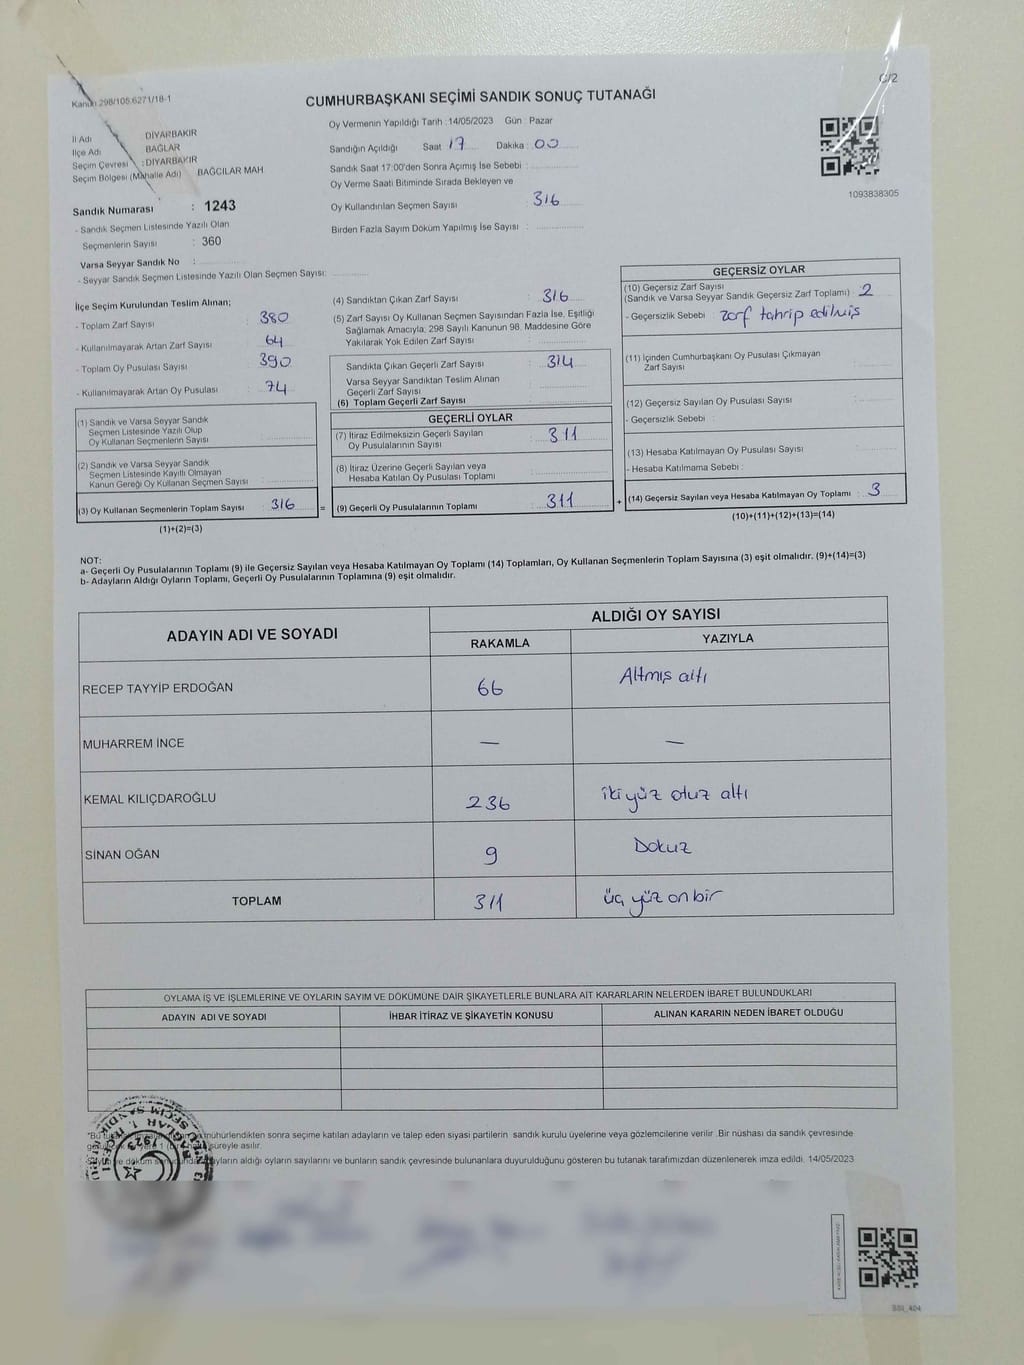 Kanun 298/105.6271/18-1
C/2
CUMHURBAŞKANI SEÇİMİ SANDIK SONUÇ TUTANAĞI
İl Adı DİYARBAKIR
İlçe Adı BAĞLAR
Seçim Çevresi : DİYARBAKIR
Seçim Bölgesi (Mahalle Adı) BAĞCILAR MAH
Sandık Numarası : 1243
- Sandık Seçmen Listesinde Yazılı Olan
Seçmenlerin Sayısı : 360
Varsa Seyyar Sandık No :
- Seyyar Sandık Seçmen Listesinde Yazılı Olan Seçmen Sayısı:
Oy Vermenin Yapıldığı Tarih :14/05/2023 Gün : Pazar
Sandığın Açıldığı Saat 17 Dakika : 00
Sandık Saat 17:00'den Sonra Açımış İse Sebebi :
Oy Verme Saati Bitiminde Sırada Bekleyen ve
Oy Kullandırılan Seçmen Sayısı : 316
Birden Fazla Sayım Döküm Yapılmış İse Sayısı :
1093838305
İlçe Seçim Kurulundan Teslim Alınan;
- Toplam Zarf Sayısı : 380
- Kullanılmayarak Artan Zarf Sayısı : 64
- Toplam Oy Pusulası Sayısı : 390
- Kullanılmayarak Artan Oy Pusulası : 74
(1) Sandık ve Varsa Seyyar Sandık
Seçmen Listesinde Yazılı Olup
Oy Kullanan Seçmenlerin Sayısı :
(2) Sandık ve Varsa Seyyar Sandık
Seçmen Listesinde Kayıtlı Olmayan
Kanun Gereği Oy Kullanan Seçmen Sayısı :
(3) Oy Kullanan Seçmenlerin Toplam Sayısı : 316 =
(1)+(2)=(3)
(4) Sandıktan Çıkan Zarf Sayısı : 316
(5) Zarf Sayısı Oy Kullanan Seçmen Sayısından Fazla İse, Eşitliği
Sağlamak Amacıyla, 298 Sayılı Kanunun 98. Maddesine Göre
Yakılarak Yok Edilen Zarf Sayısı :
Sandıkta Çıkan Geçerli Zarf Sayısı : 314
Varsa Seyyar Sandıktan Teslim Alınan
Geçerli Zarf Sayısı :
(6) Toplam Geçerli Zarf Sayısı :
GEÇERLİ OYLAR
(7) İtiraz Edilmeksizin Geçerli Sayılan
Oy Pusulalarının Sayısı : 311
(8) İtiraz Üzerine Geçerli Sayılan veya
Hesaba Katılan Oy Pusulası Toplamı :
(9) Geçerli Oy Pusulalarının Toplamı : 311 +
GEÇERSİZ OYLAR
(10) Geçersiz Zarf Sayısı
(Sandık ve Varsa Seyyar Sandık Geçersiz Zarf Toplamı) : 2
- Geçersizlik Sebebi : zarf tahrip edilmiş
(11) İçinden Cumhurbaşkanı Oy Pusulası Çıkmayan
Zarf Sayısı :
(12) Geçersiz Sayılan Oy Pusulası Sayısı :
- Geçersizlik Sebebi :
(13) Hesaba Katılmayan Oy Pusulası Sayısı :
- Hesaba Katılmama Sebebi :
(14) Geçersiz Sayılan veya Hesaba Katılmayan Oy Toplamı : 3
(10)+(11)+(12)+(13)=(14)
NOT:
a- Geçerli Oy Pusulalarının Toplamı (9) ile Geçersiz Sayılan veya Hesaba Katılmayan Oy Toplamı (14) Toplamları, Oy Kullanan Seçmenlerin Toplam Sayısına (3) eşit olmalıdır. (9)+(14)=(3)
b- Adayların Aldığı Oyların Toplamı, Geçerli Oy Pusulalarının Toplamına (9) eşit olmalıdır.
ADAYIN ADI VE SOYADI
ALDIĞI OY SAYISI
RAKAMLA YAZIYLA
RECEP TAYYİP ERDOĞAN 66 Altmış altı
MUHARREM İNCE — —
KEMAL KILIÇDAROĞLU 236 iki yüz otuz altı
SİNAN OĞAN 9 Dokuz
TOPLAM 311 üç yüz on bir
OYLAMA İŞ VE İŞLEMLERİNE VE OYLARIN SAYIM VE DÖKÜMÜNE DAİR ŞİKAYETLERLE BUNLARA AİT KARARLARIN NELERDEN İBARET BULUNDUKLARI
ADAYIN ADI VE SOYADI İHBAR İTİRAZ VE ŞİKAYETİN KONUSU ALINAN KARARIN NEDEN İBARET OLDUĞU
"Bu mühürlendikten sonra seçime katılan adayların ve talep eden siyasi partilerin sandık kurulu üyelerine veya gözlemcilerine verilir. Bir nüshası da sandık çevresinde
süreyle asılır.
ve döküm adayların aldığı oyların sayılarını ve bunların sandık çevresinde bulunanlara duyurulduğunu gösteren bu tutanak tarafımızdan düzenlenerek imza edildi. 14/05/2023
1923